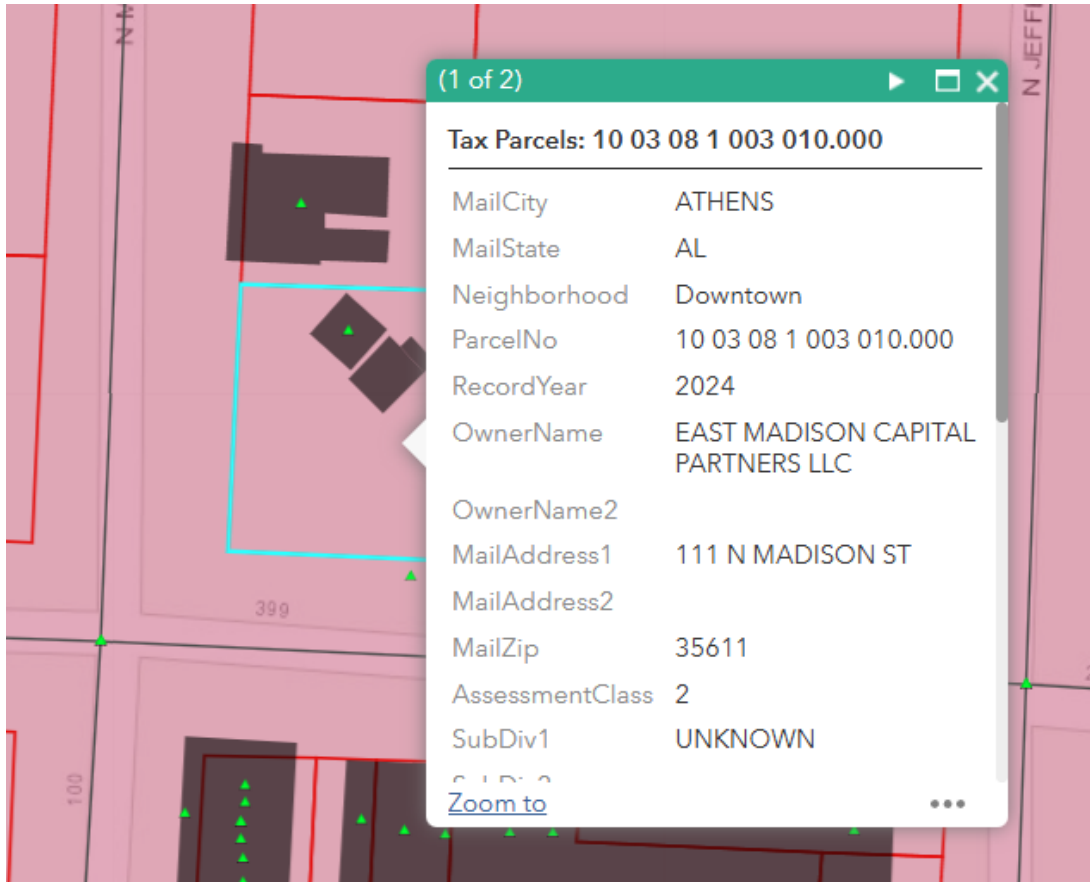 N M
N JEFF
(1 of 2)
Tax Parcels: 10 03 08 1 003 010.000
MailCity ATHENS
MailState AL
Neighborhood Downtown
ParcelNo 10 03 08 1 003 010.000
RecordYear 2024
OwnerName EAST MADISON CAPITAL
PARTNERS LLC
OwnerName2
MailAddress1 111 N MADISON ST
MailAddress2
399
MailZip 35611
AssessmentClass 2
SubDiv1 UNKNOWN
100
Zoom to